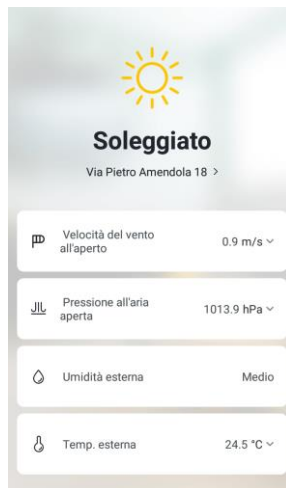 Soleggiato
Via Pietro Amendola 18 >
Velocità del vento
all'aperto
0.9 m/s
Pressione all'aria
aperta
1013.9 hPa
Umidità esterna
Medio
Temp. esterna
24.5 °C